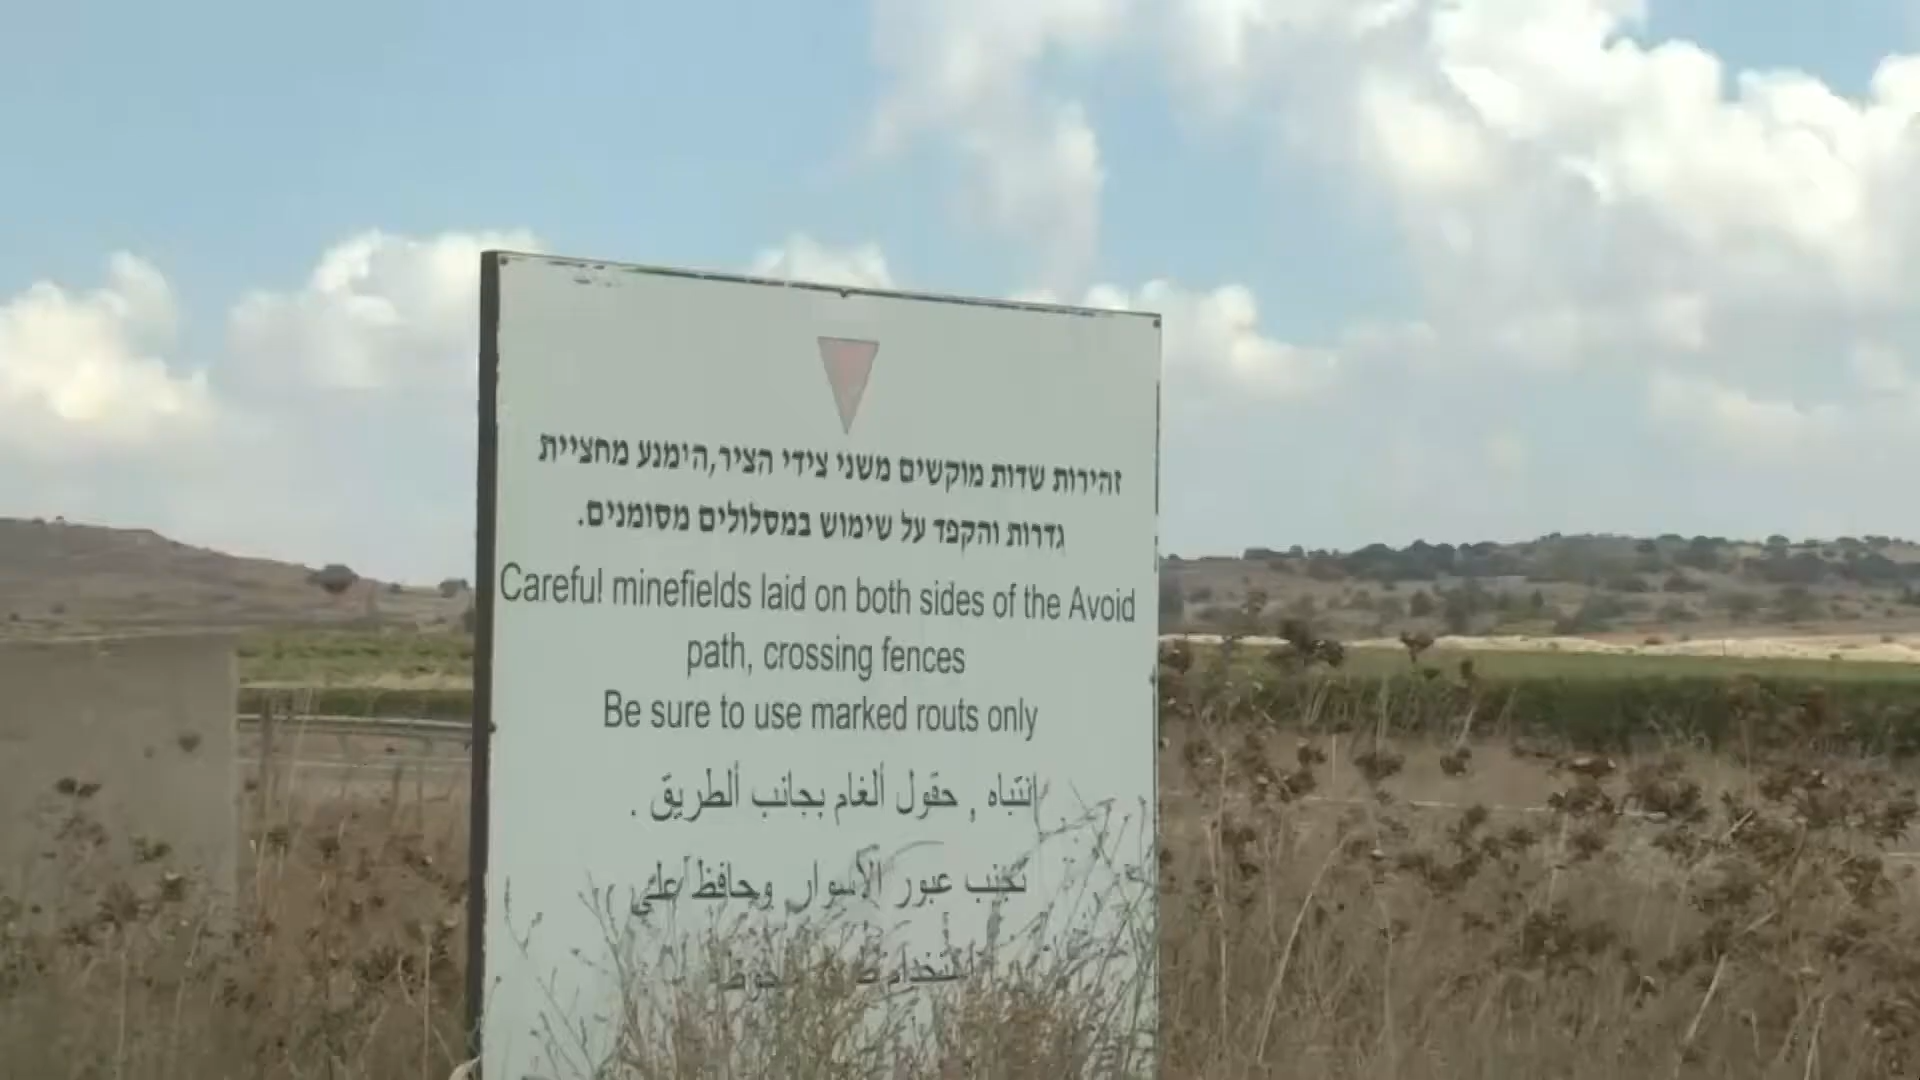 זהירות שדות מוקשים משני צידי הציר,הימנע מחציית
גדרות והקפד על שימוש במסלולים מסומנים.
Careful minefields laid on both sides of the Avoid
path, crossing fences
Be sure to use marked routs only
إنتباه , حقول ألغام بجانب ألطريق .
تجنب عبور الأسوار وحافظ على